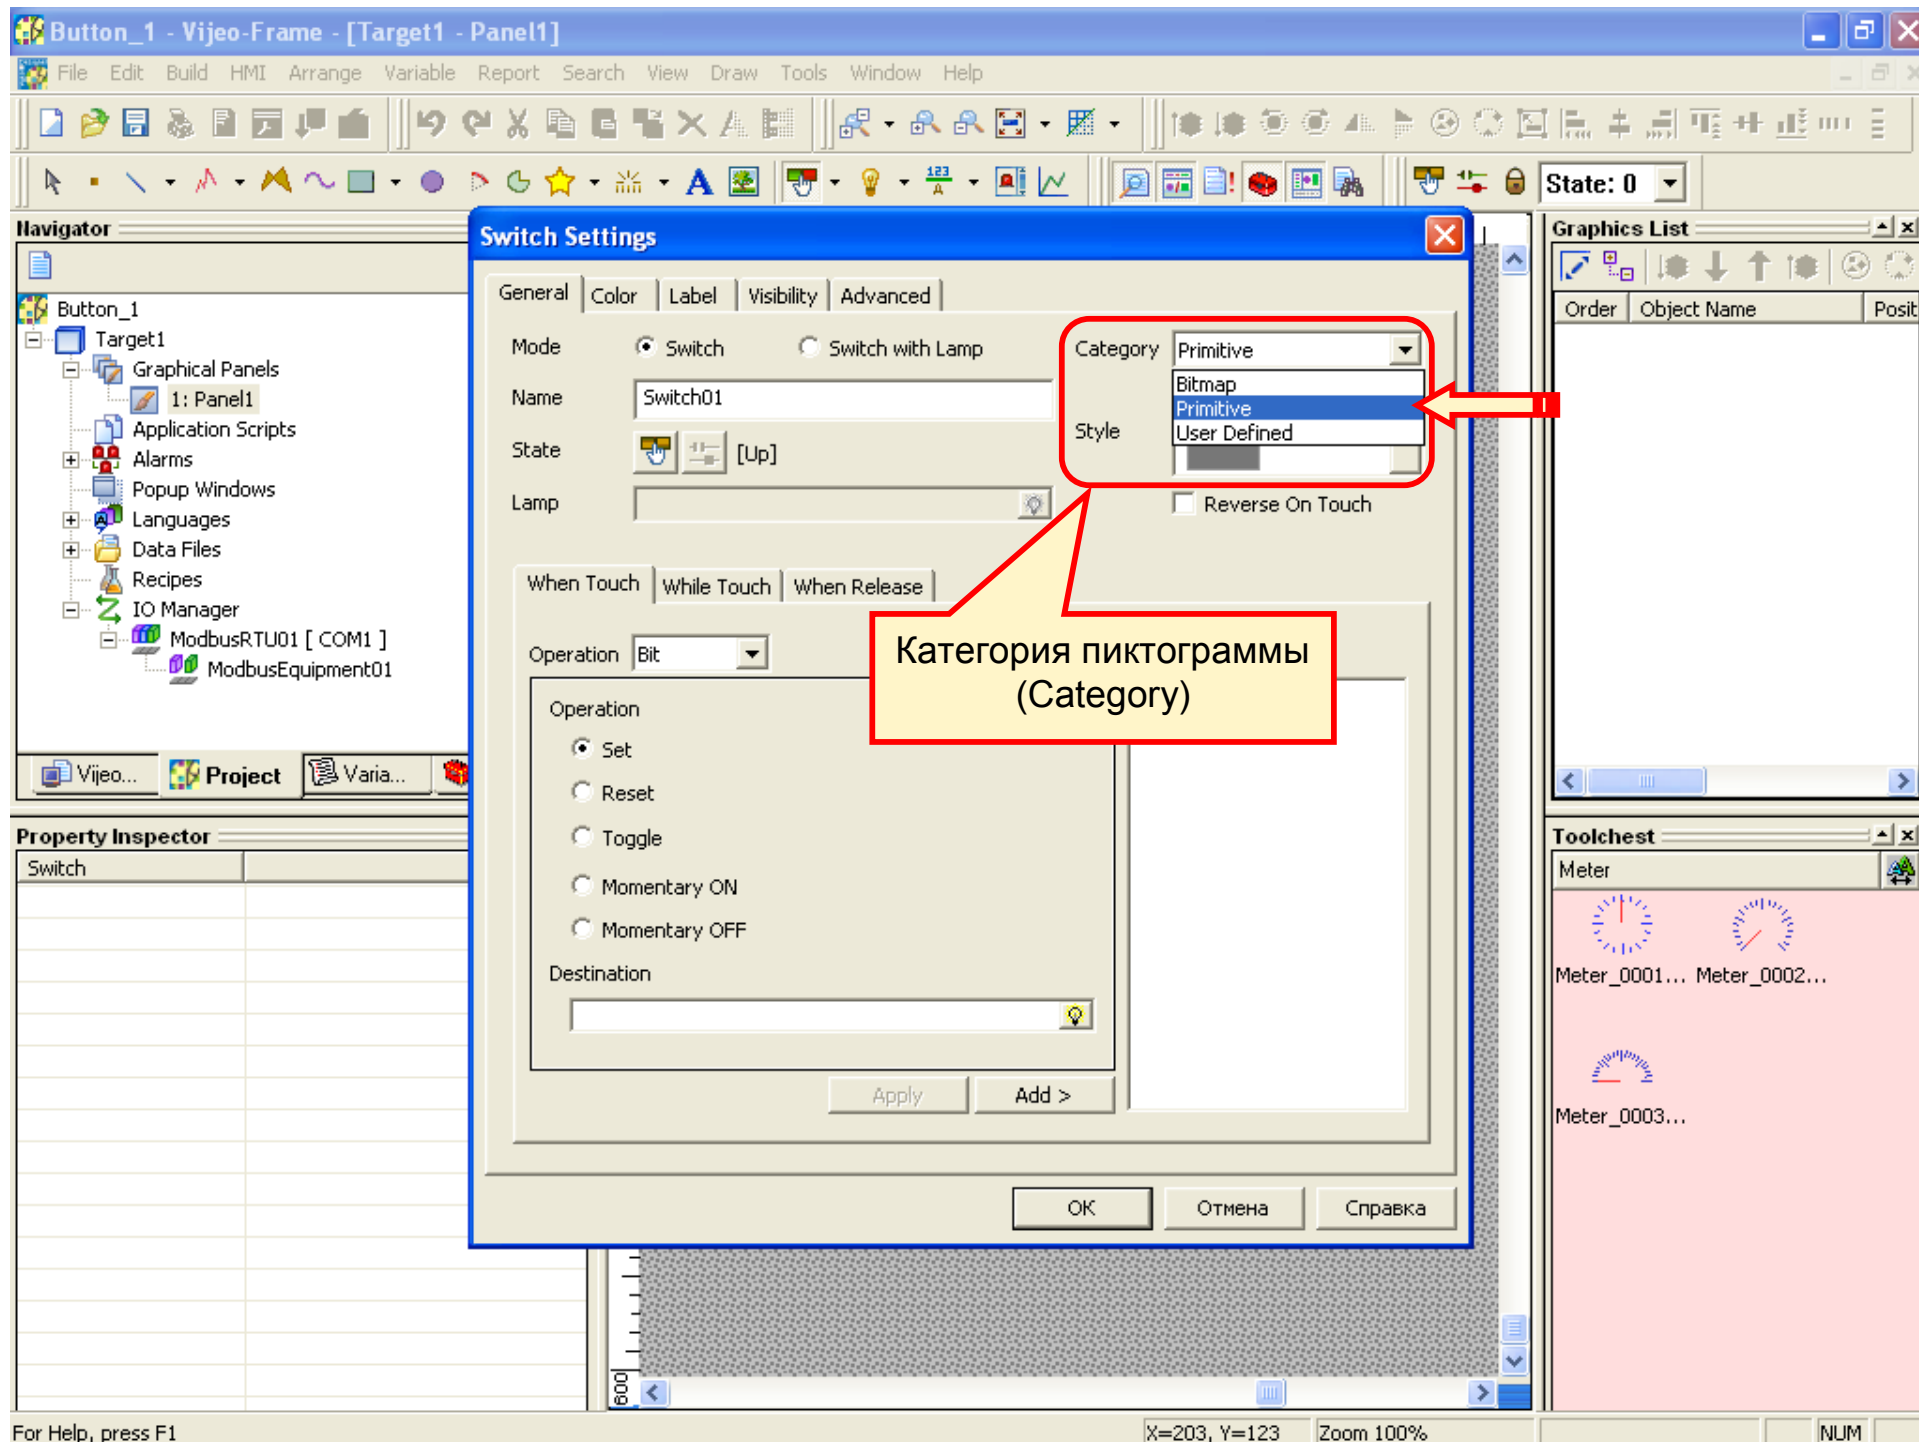 Button_1 - Vijeo-Frame - [Target1 - Panel1]
File Edit Build HMI Arrange Variable Report Search View Draw Tools Window Help
State: 0
Navigator
Button_1
Target1
Graphical Panels
1: Panel1
Application Scripts
Alarms
Popup Windows
Languages
Data Files
Recipes
IO Manager
ModbusRTU01 [ COM1 ]
ModbusEquipment01
Vijeo... Project Varia...
Property Inspector
Switch
Switch Settings
General Color Label Visibility Advanced
Mode Switch Switch with Lamp
Category Primitive
Bitmap
Primitive
User Defined
Name Switch01
Style
State [Up]
Lamp
Reverse On Touch
When Touch While Touch When Release
Operation Bit
Категория пиктограммы
(Category)
Operation
Set
Reset
Toggle
Momentary ON
Momentary OFF
Destination
Apply Add >
OK Отмена Справка
600
Graphics List
Order Object Name Posit
Toolchest
Meter
Meter_0001... Meter_0002...
Meter_0003...
For Help, press F1
X=203, Y=123 Zoom 100% NUM